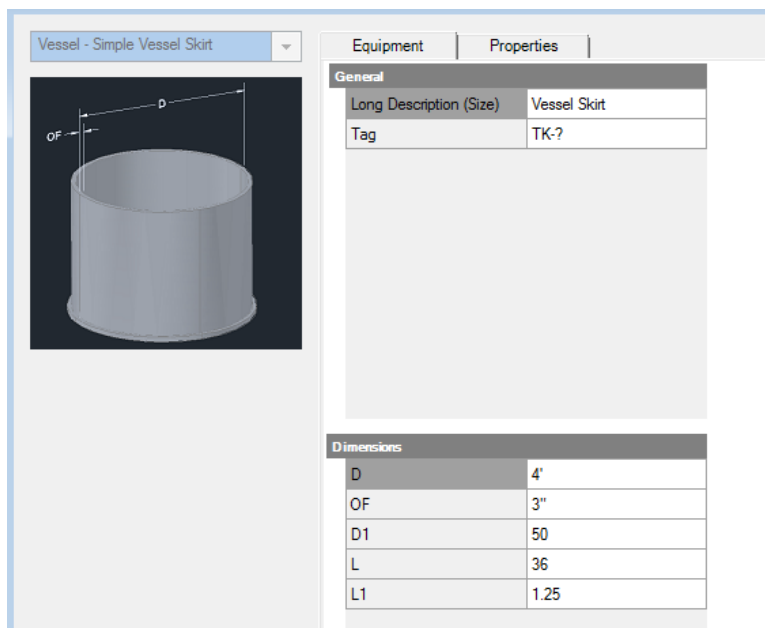 Vessel - Simple Vessel Skirt
Equipment
Properties
D
OF
General
Long Description (Size) Vessel Skirt
Tag TK-?
Dimensions
D 4'
OF 3"
D1 50
L 36
L1 1.25